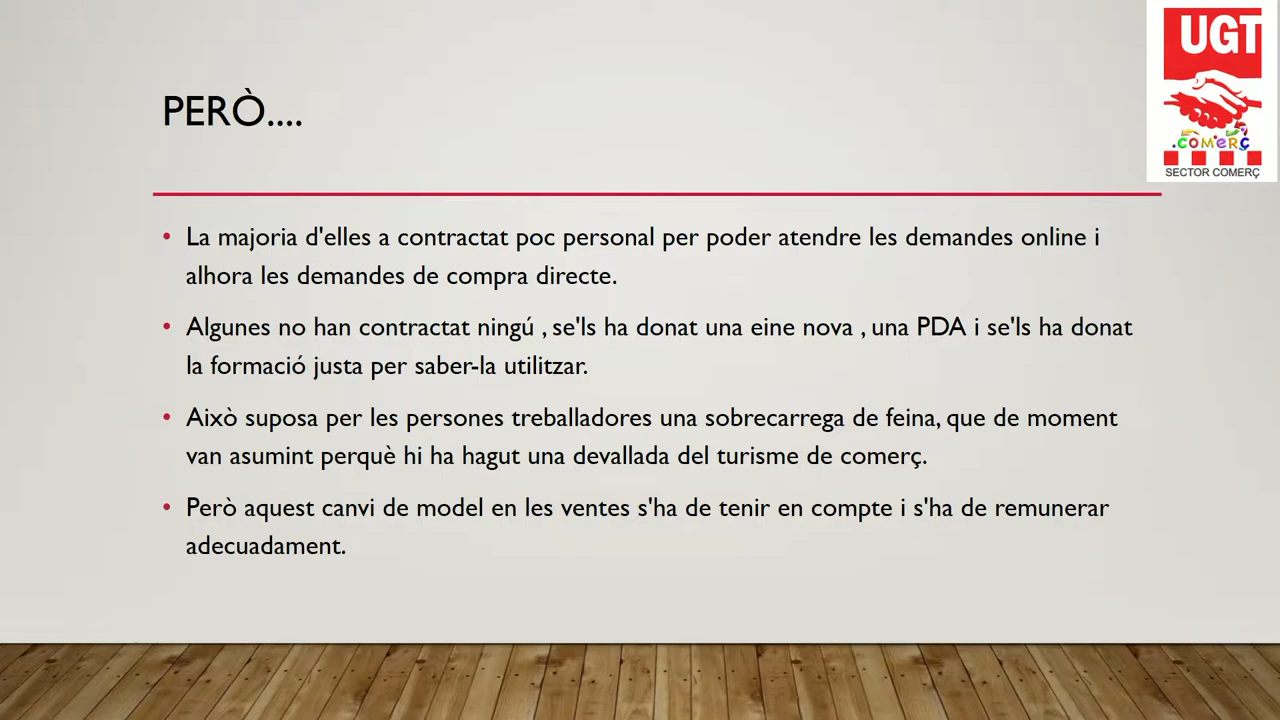 UGT
.COMERÇ
SECTOR COMERÇ
PERÒ....
• La majoria d'elles a contractat poc personal per poder atendre les demandes online i
alhora les demandes de compra directe.
• Algunes no han contractat ningú , se'ls ha donat una eine nova , una PDA i se'ls ha donat
la formació justa per saber-la utilitzar.
• Això suposa per les persones treballadores una sobrecarrega de feina, que de moment
van asumint perquè hi ha hagut una devallada del turisme de comerç.
• Però aquest canvi de model en les ventes s'ha de tenir en compte i s'ha de remunerar
adecuadament.